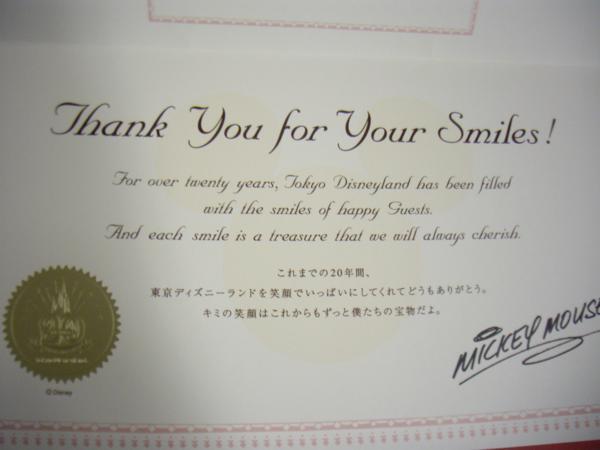 Thank You for Your Smiles!
For over twenty years, Tokyo Disneyland has been filled
with the smiles of happy Guests.
And each smile is a treasure that we will always cherish.
これまでの20年間、
東京ディズニーランドを笑顔でいっぱいにしてくれてどうもありがとう。
キミの笑顔はこれからもずっと僕たちの宝物だよ。
MICKEY MOUSE
© Disney